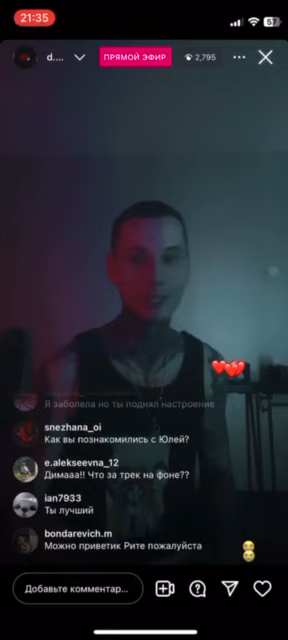 21:35
57
d....
ПРЯМОЙ ЭФИР
2,795
Я заболела но ты поднял настроение
snezhana_oi
Как вы познакомились с Юлей?
e.alekseevna_12
Димааа!! Что за трек на фоне??
ian7933
Ты лучший
bondarevich.m
Можно приветик Рите пожалуйста
Добавьте комментар...